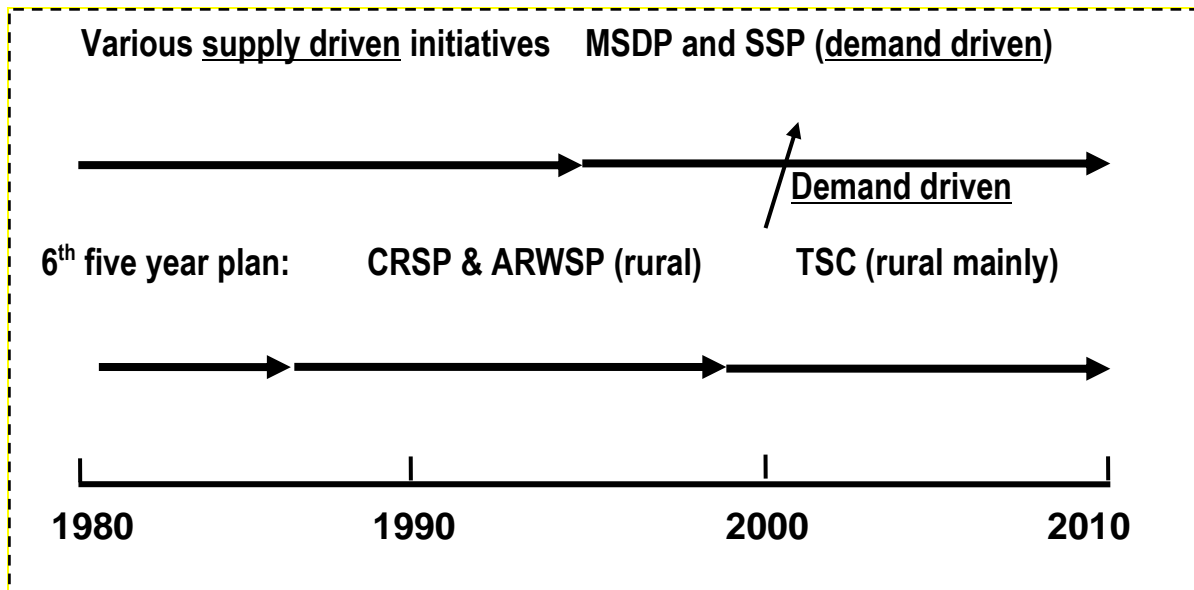 Various supply driven initiatives MSDP and SSP (demand driven)
Demand driven
6th five year plan: CRSP & ARWSP (rural) TSC (rural mainly)
1980 1990 2000 2010